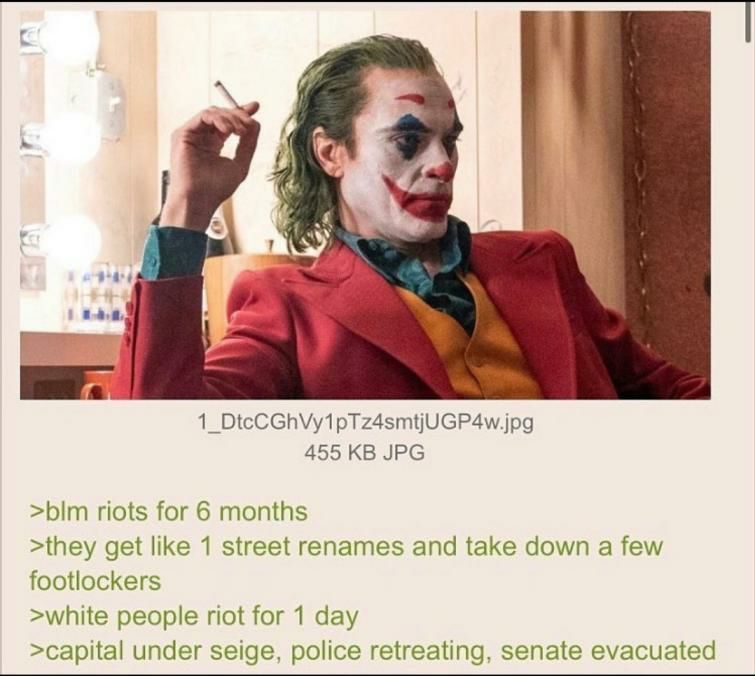 1_DtcCGhVy1pTz4smtjUGP4w.jpg
455 KB JPG
>blm riots for 6 months
>they get like 1 street renames and take down a few
footlockers
>white people riot for 1 day
>capital under seige, police retreating, senate evacuated